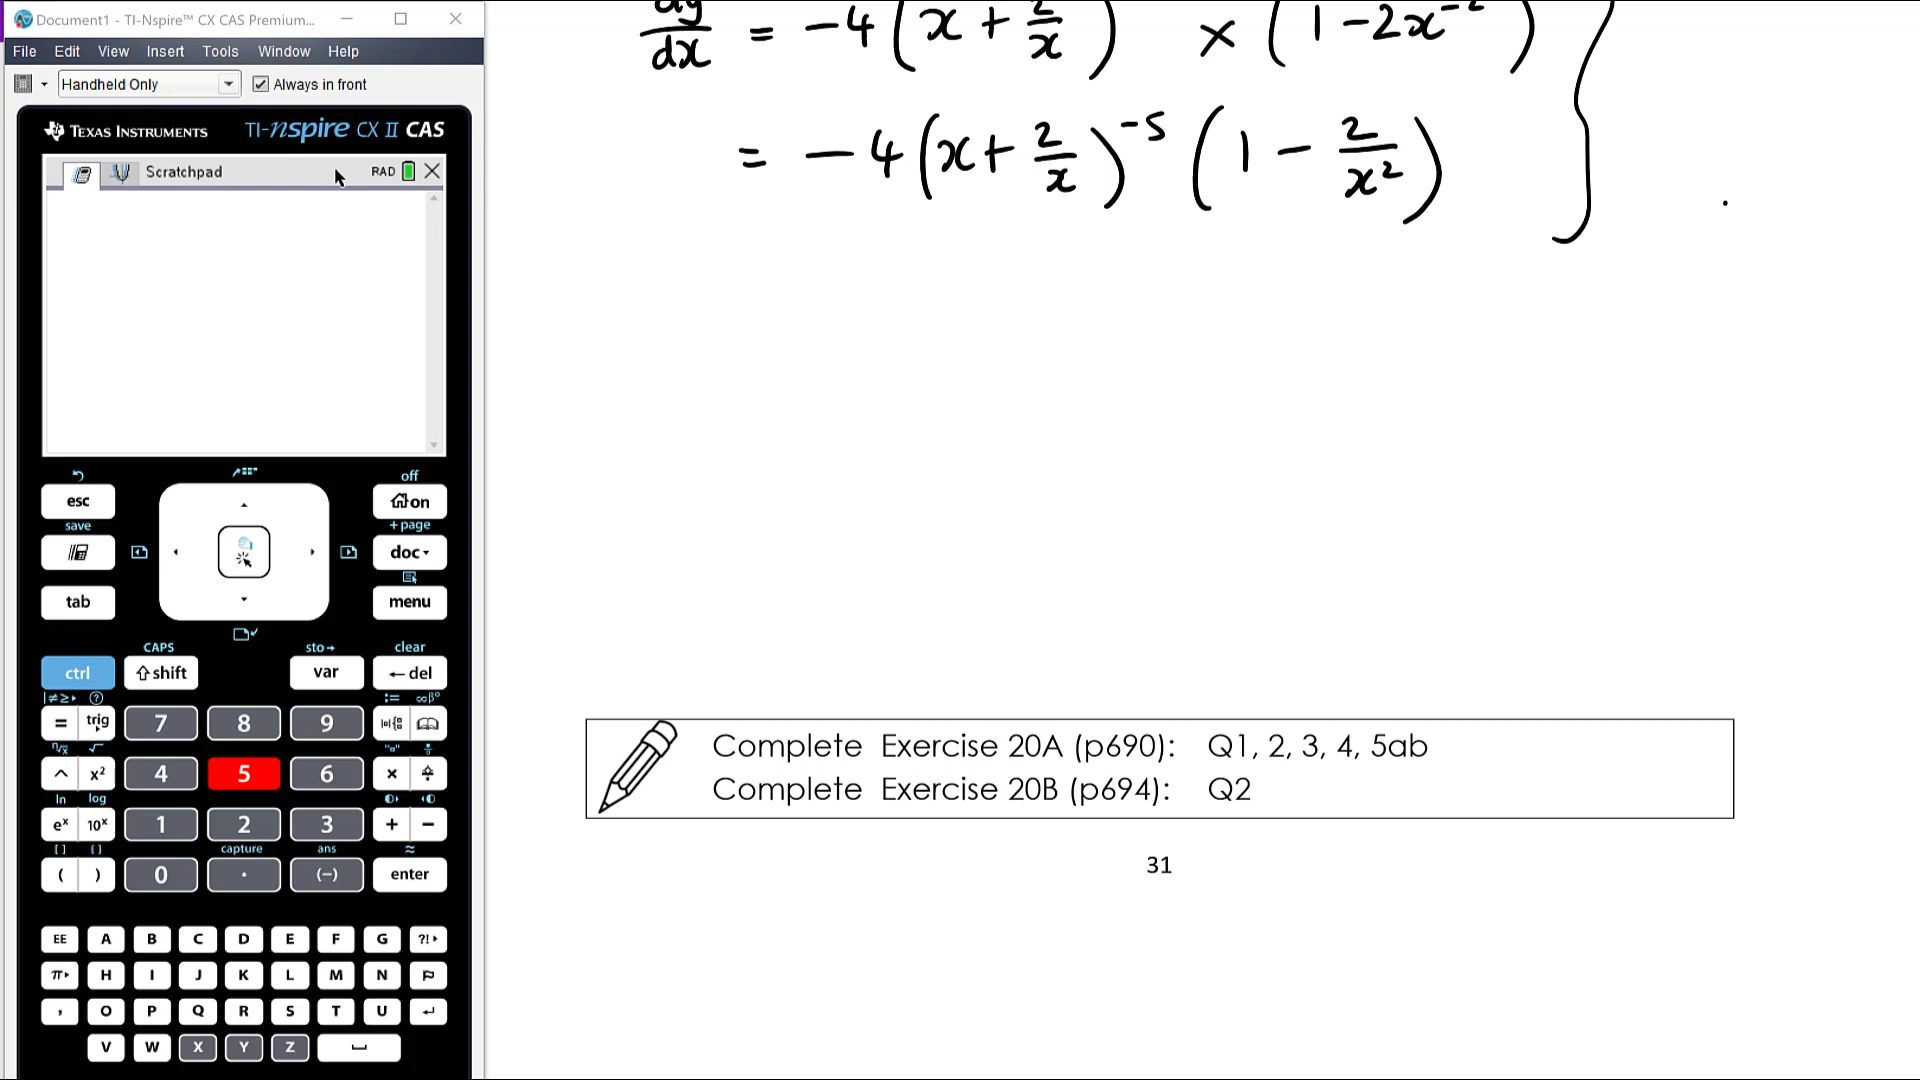 Document1 - TI-Nspire™ CX CAS Premium...
File Edit View Insert Tools Window Help
Handheld Only Always in front
TEXAS INSTRUMENTS TI-nspire CX II CAS
Scratchpad RAD
off
esc on
save + page
doc
tab menu
CAPS sto→ clear
ctrl ⇧shift var ←del
|≠≥▸ ? := ∞β°
= trig 7 8 9 |□|{
ⁿ√x √ "□"
^ x² 4 5 6 × ÷
ln log
eˣ 10ˣ 1 2 3 + −
[ ] { } capture ans ≈
( ) 0 . (−) enter
EE A B C D E F G ?!▸
π▸ H I J K L M N
, O P Q R S T U ↵
V W X Y Z
dy/dx = -4(x + 2/x) × (1 - 2x⁻²)
= -4(x + 2/x)⁻⁵ (1 - 2/x²)
Complete Exercise 20A (p690): Q1, 2, 3, 4, 5ab
Complete Exercise 20B (p694): Q2
31